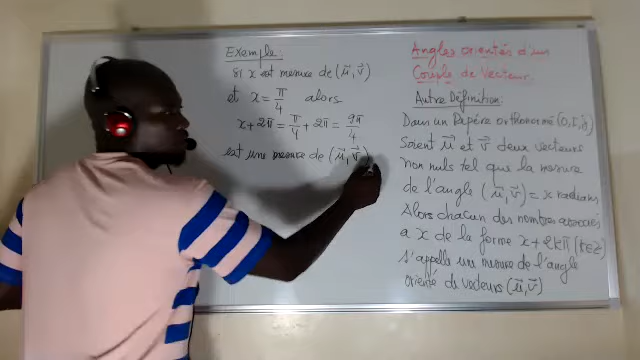 Exemple:
Si x est mesure de (u⃗, v⃗)
et x = π/4 alors
x + 2π = π/4 + 2π = 9π/4
est une mesure de (u⃗, v⃗)
Angles orientés d'un
Couple de Vecteur.
Autre Définition:
Dans un Repère orthonormé (O, i⃗, j⃗)
Soient u⃗ et v⃗ deux vecteurs
non nuls tel que la mesure
de l'angle (u⃗, v⃗) = x radians
Alors chacun des nombres associés
a x de la forme x + 2kπ (k∈Z)
s'appelle une mesure de l'angle
orienté de vecteurs (u⃗, v⃗)